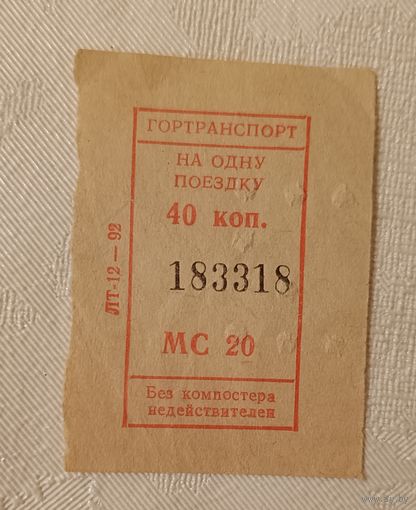 ГОРТРАНСПОРТ
НА ОДНУ
ПОЕЗДКУ
40 коп.
183318
МС 20
Без компостера
недействителен
ЛТ-12—92